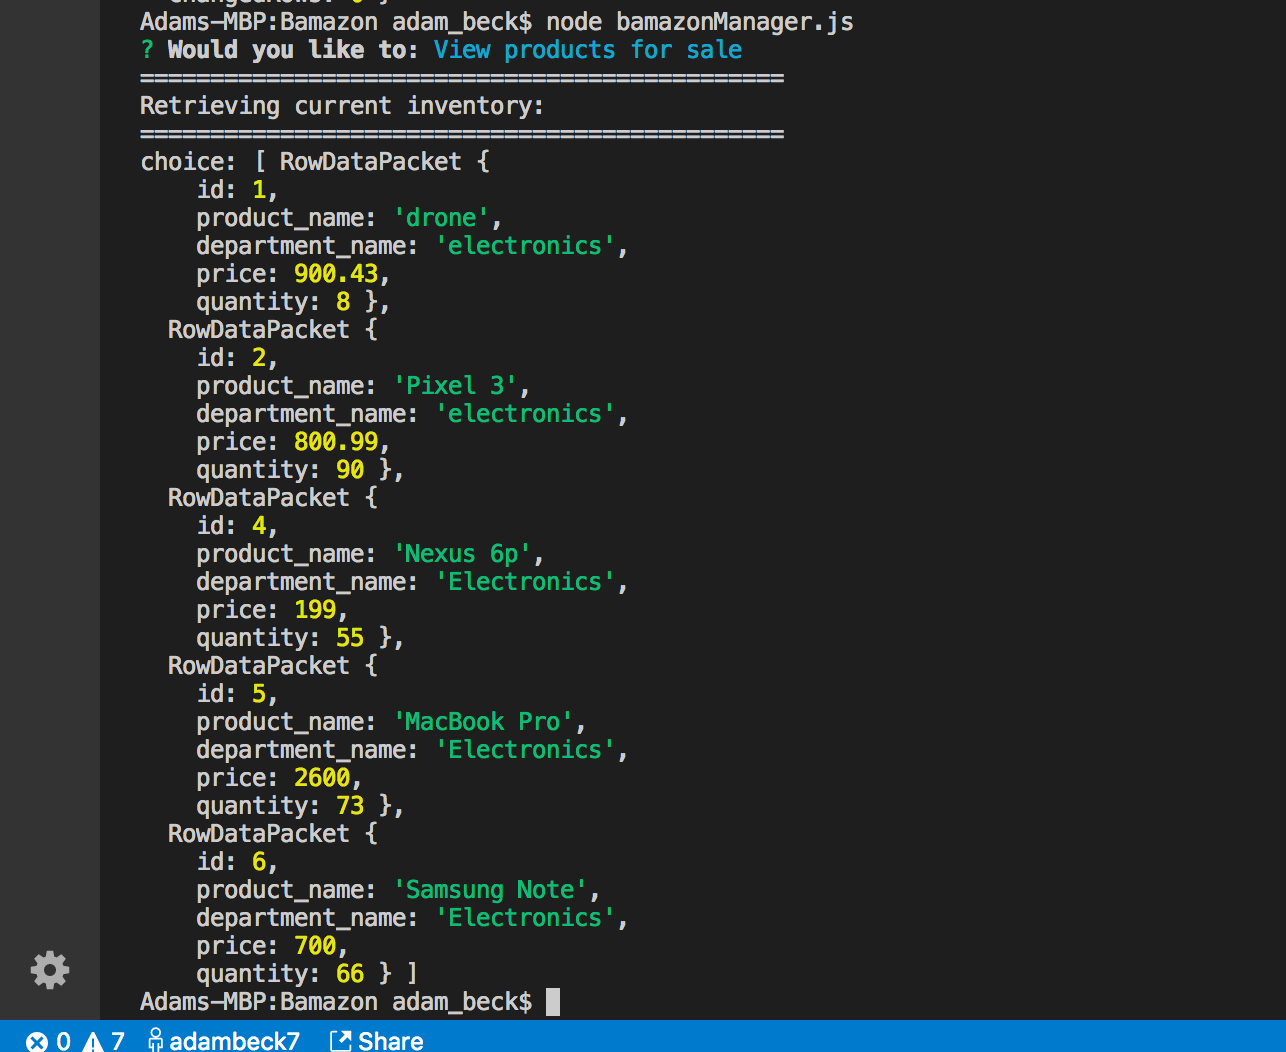 changedRows: 0 }
Adams-MBP:Bamazon adam_beck$ node bamazonManager.js
? Would you like to: View products for sale
==============================================
Retrieving current inventory:
==============================================
choice: [ RowDataPacket {
    id: 1,
    product_name: 'drone',
    department_name: 'electronics',
    price: 900.43,
    quantity: 8 },
  RowDataPacket {
    id: 2,
    product_name: 'Pixel 3',
    department_name: 'electronics',
    price: 800.99,
    quantity: 90 },
  RowDataPacket {
    id: 4,
    product_name: 'Nexus 6p',
    department_name: 'Electronics',
    price: 199,
    quantity: 55 },
  RowDataPacket {
    id: 5,
    product_name: 'MacBook Pro',
    department_name: 'Electronics',
    price: 2600,
    quantity: 73 },
  RowDataPacket {
    id: 6,
    product_name: 'Samsung Note',
    department_name: 'Electronics',
    price: 700,
    quantity: 66 } ]
Adams-MBP:Bamazon adam_beck$
0 7 adambeck7 Share